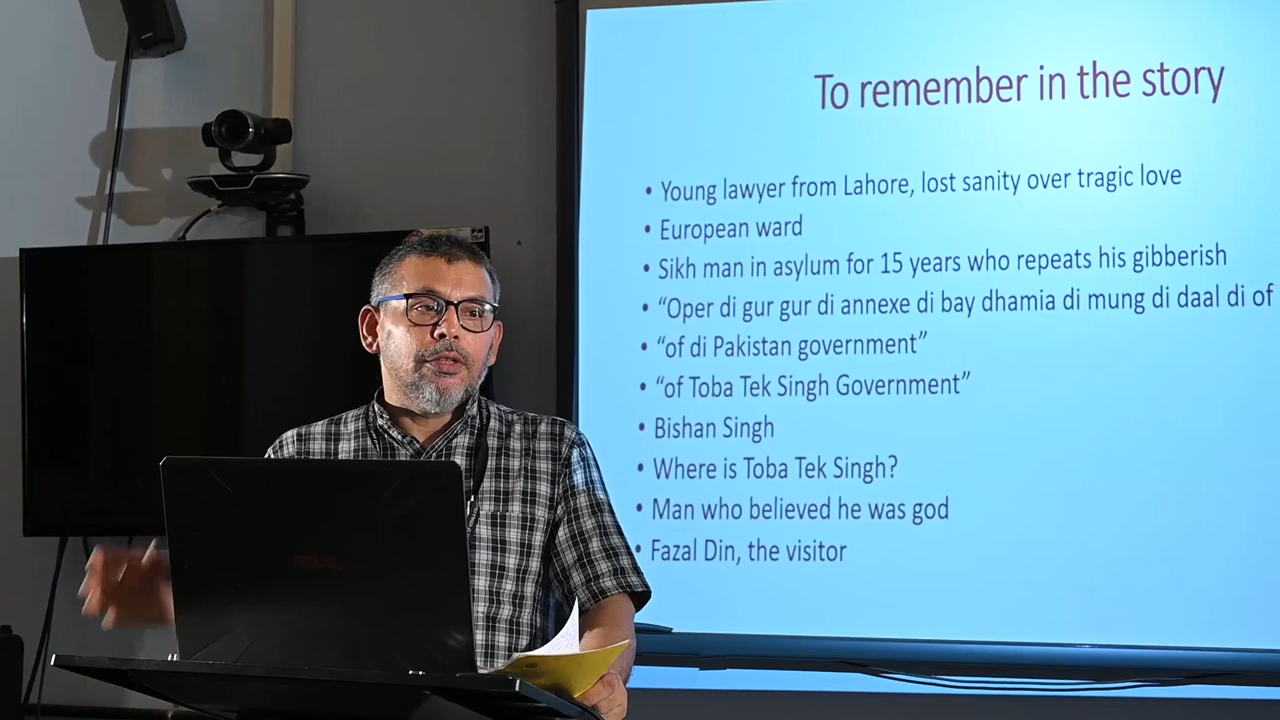 To remember in the story
• Young lawyer from Lahore, lost sanity over tragic love
• European ward
• Sikh man in asylum for 15 years who repeats his gibberish
• “Oper di gur gur di annexe di bay dhamia di mung di daal di of
• “of di Pakistan government”
• “of Toba Tek Singh Government”
• Bishan Singh
• Where is Toba Tek Singh?
• Man who believed he was god
• Fazal Din, the visitor